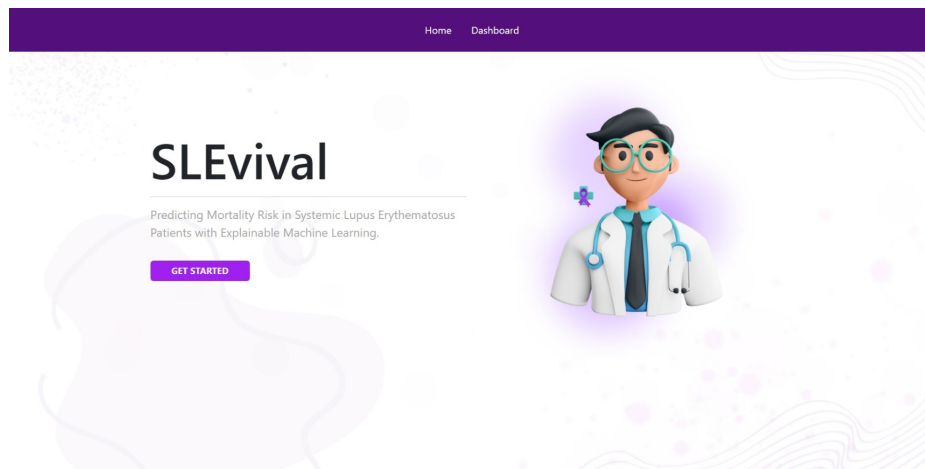 Home Dashboard
SLEvival
Predicting Mortality Risk in Systemic Lupus Erythematosus
Patients with Explainable Machine Learning.
GET STARTED